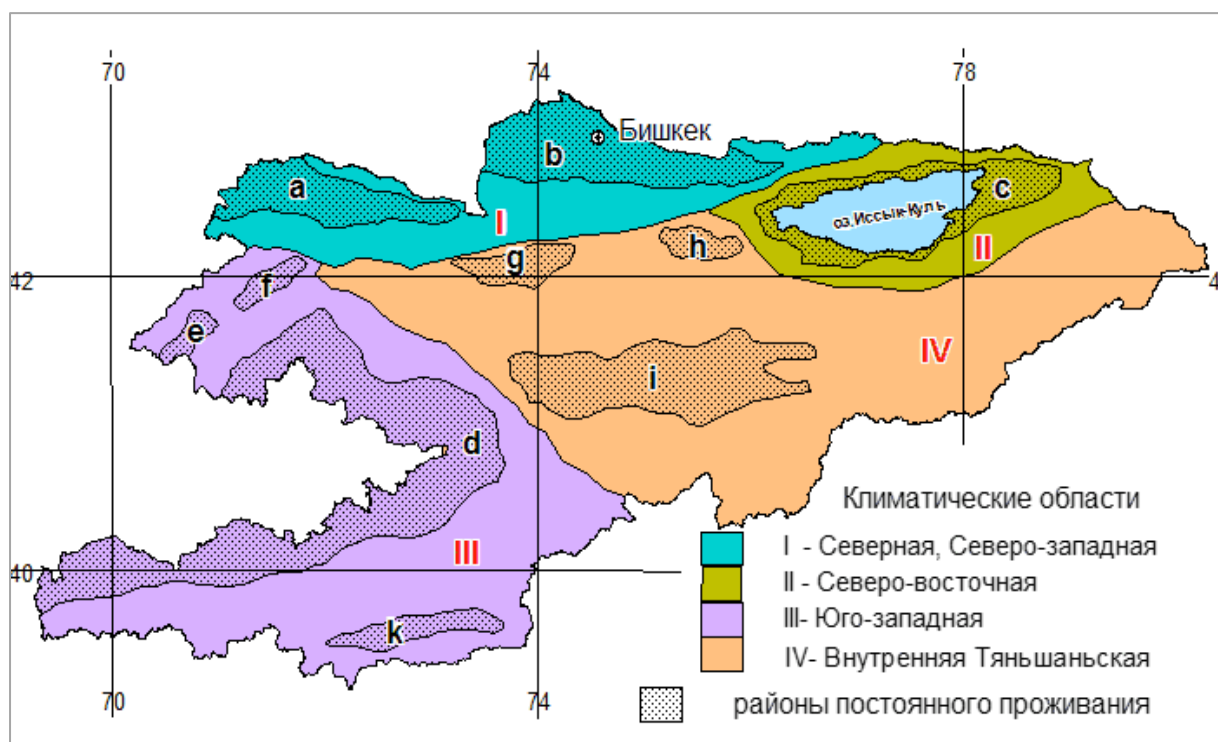 70 74 78
Бишкек
b
a
c
оз.Иссык-Куль
I
h
II
g
42 4
f
e
IV
i
d
Климатические области
I - Северная, Северо-западная
III
40
II - Северо-восточная
III- Юго-западная
k
IV- Внутренняя Тяньшаньская
70 74
районы постоянного проживания